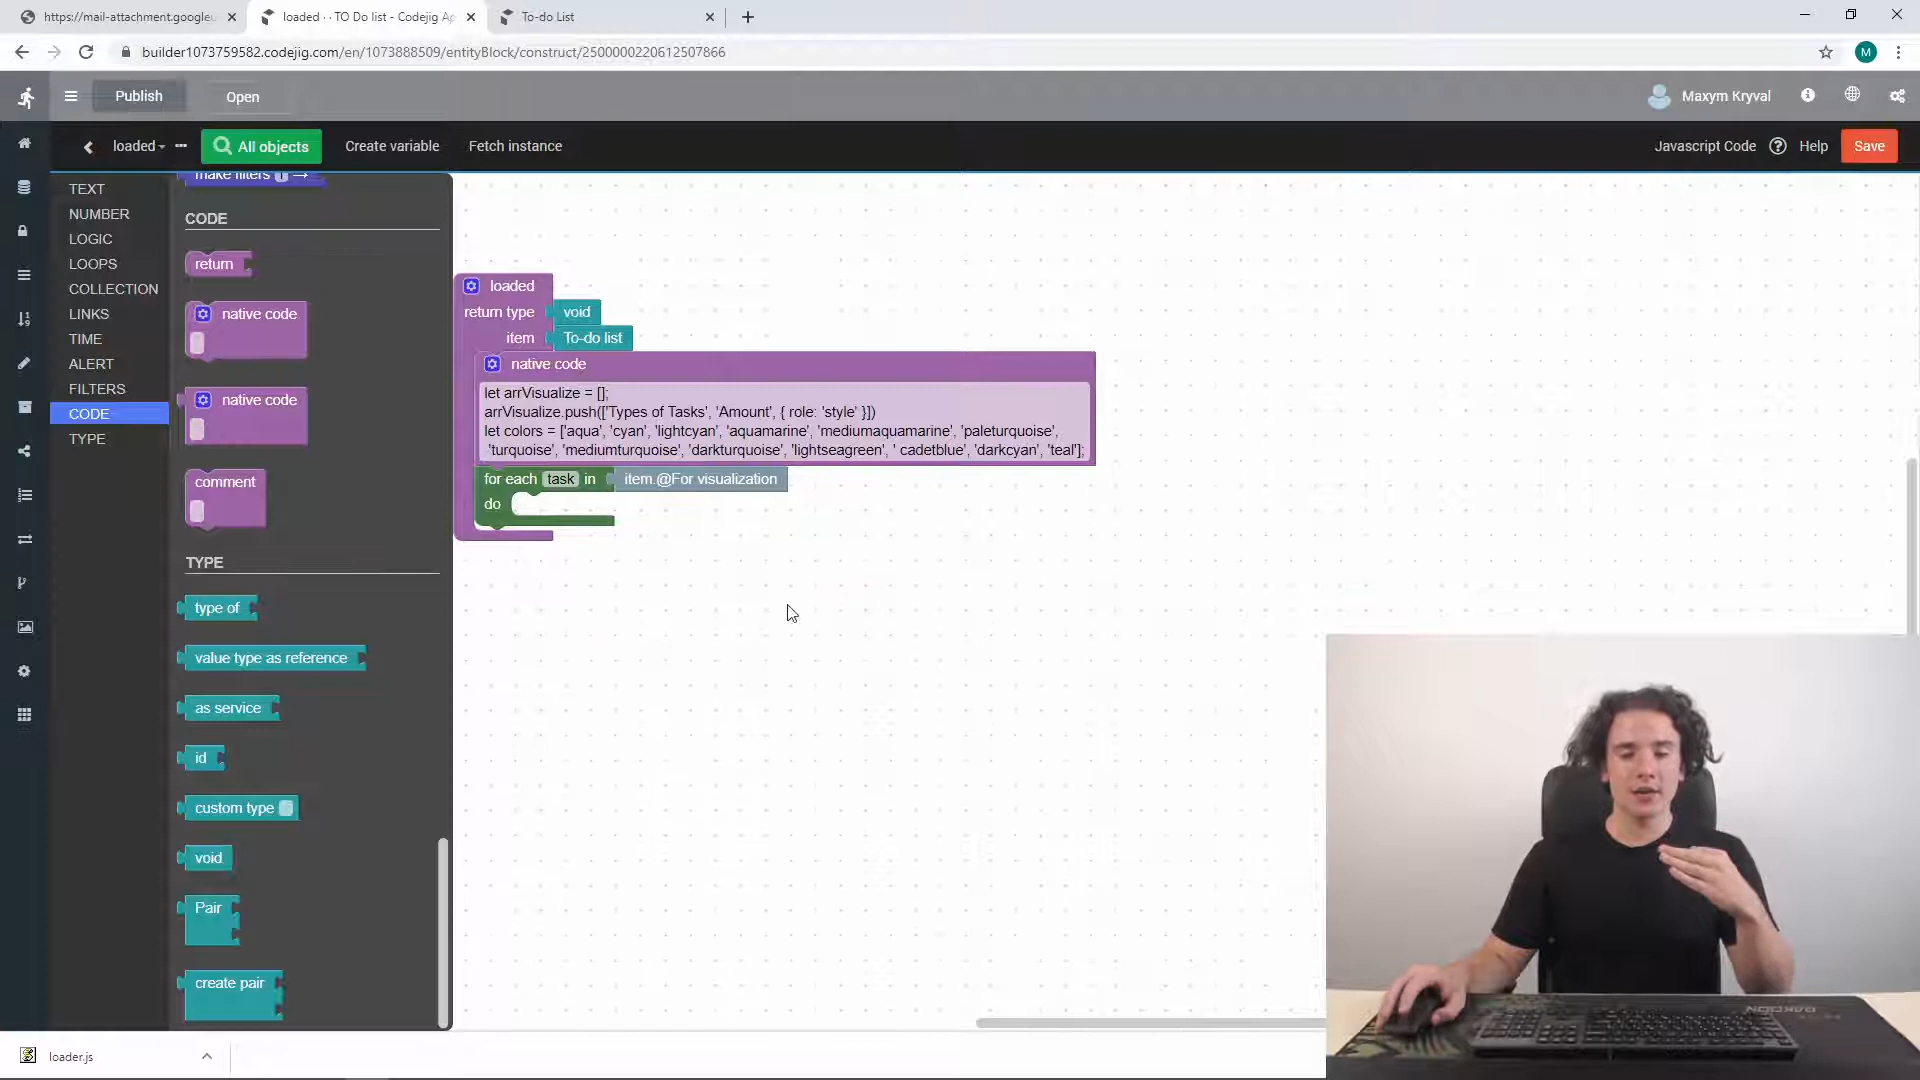 https://mail-attachment.googleu
loaded · · TO Do list - Codejig Ap
To-do List
builder1073759582.codejig.com/en/1073888509/entityBlock/construct/2500000220612507866
M
Publish
Open
Maxym Kryval
loaded
All objects
Create variable
Fetch instance
Javascript Code
Help
Save
TEXT
NUMBER
LOGIC
LOOPS
COLLECTION
LINKS
TIME
ALERT
FILTERS
CODE
TYPE
make filters
CODE
return
native code
native code
comment
TYPE
type of
value type as reference
as service
id
custom type
void
Pair
create pair
loaded
return type void
item To-do list
native code
let arrVisualize = [];
arrVisualize.push(['Types of Tasks', 'Amount', { role: 'style' }])
let colors = ['aqua', 'cyan', 'lightcyan', 'aquamarine', 'mediumaquamarine', 'paleturquoise',
'turquoise', 'mediumturquoise', 'darkturquoise', 'lightseagreen', ' cadetblue', 'darkcyan', 'teal'];
for each task in item.@For visualization
do
loader.js